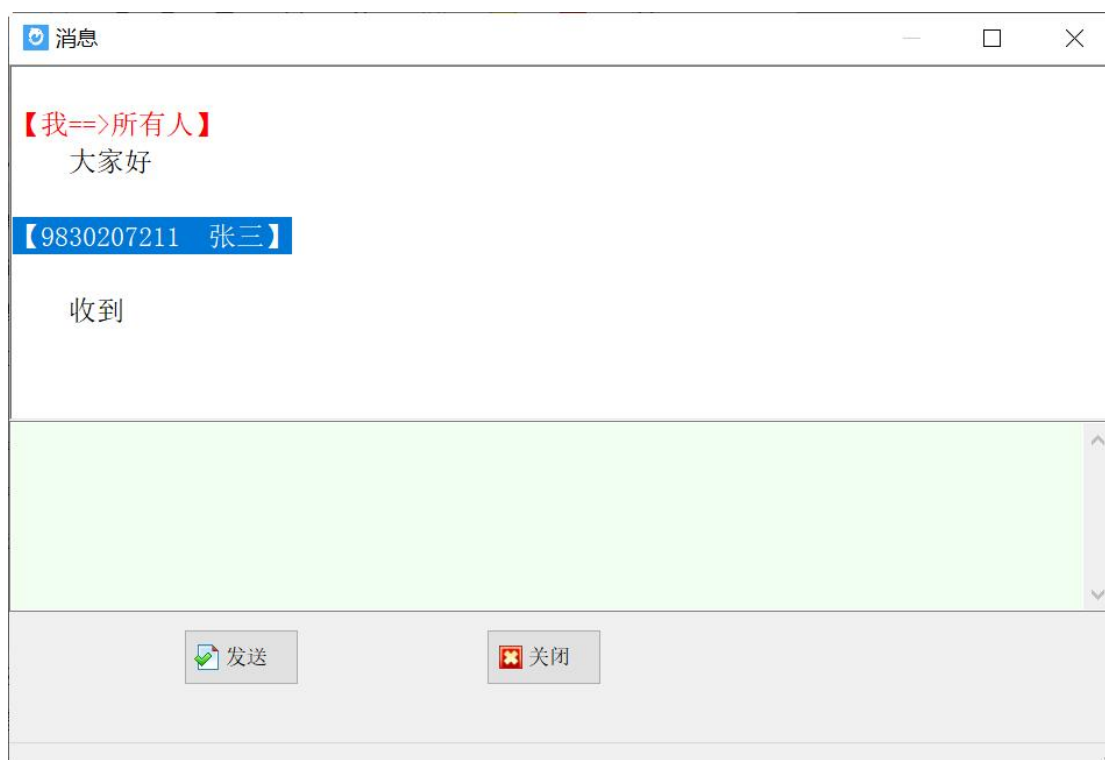 消息
【我==>所有人】
大家好
【9830207211　张三】
收到
发送
关闭